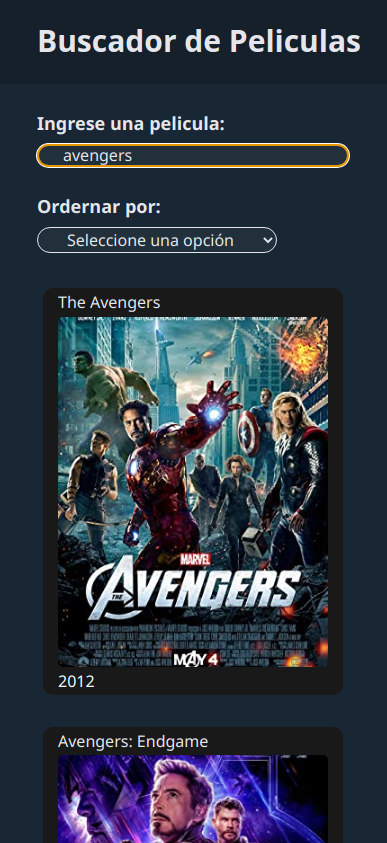 Buscador de Peliculas
Ingrese una pelicula:
avengers
Ordernar por:
Seleccione una opción
The Avengers
MARVEL
THE AVENGERS
MAY 4
2012
Avengers: Endgame